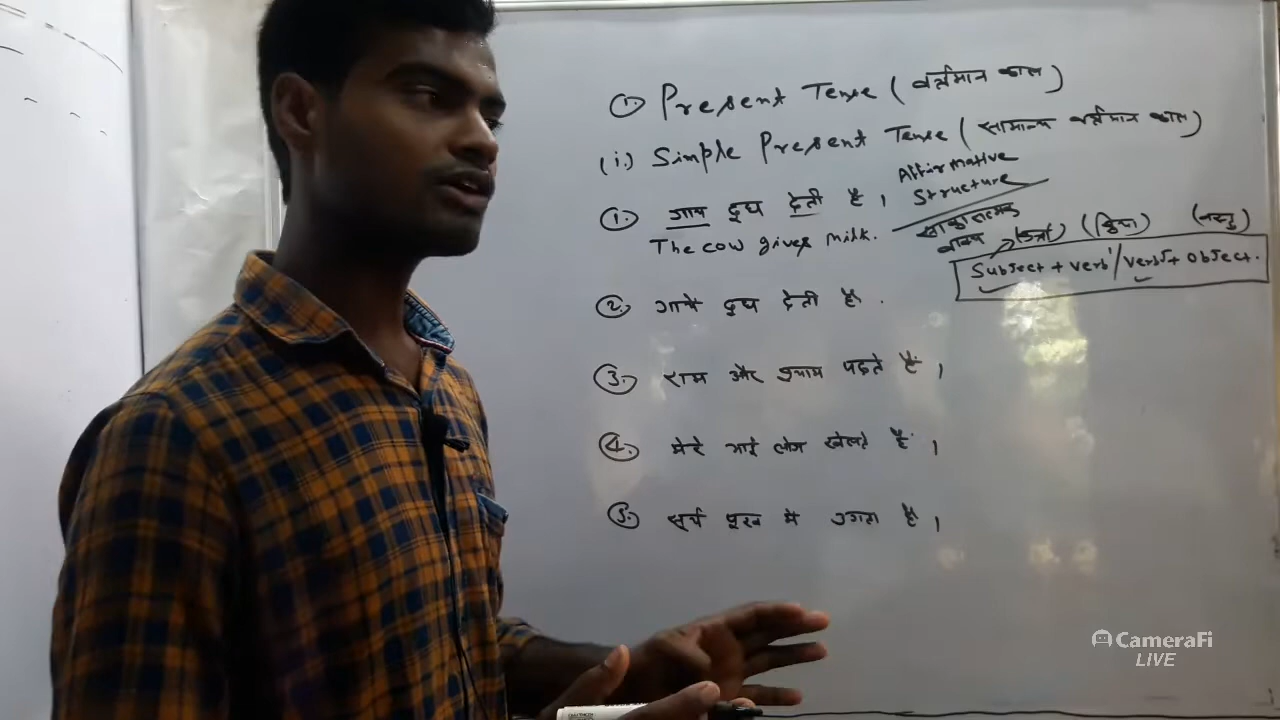 ① Present Tense (वर्तमान काल)
(i.) Simple Present Tense (सामान्य वर्तमान काल)
①. गाय दूध देती है । Affirmative
Structure
The cow gives milk.
वाक्य (कर्ता) (क्रिया) (वस्तु)
Subject + verb¹/verb⁵ + object.
②. गायें दूध देती हैं .
③. राम और श्याम पढ़ते हैं ।
④. मेरे भाई लोग खेलते हैं ।
⑤. सूर्य पूरब में उगता है ।
CameraFi
LIVE